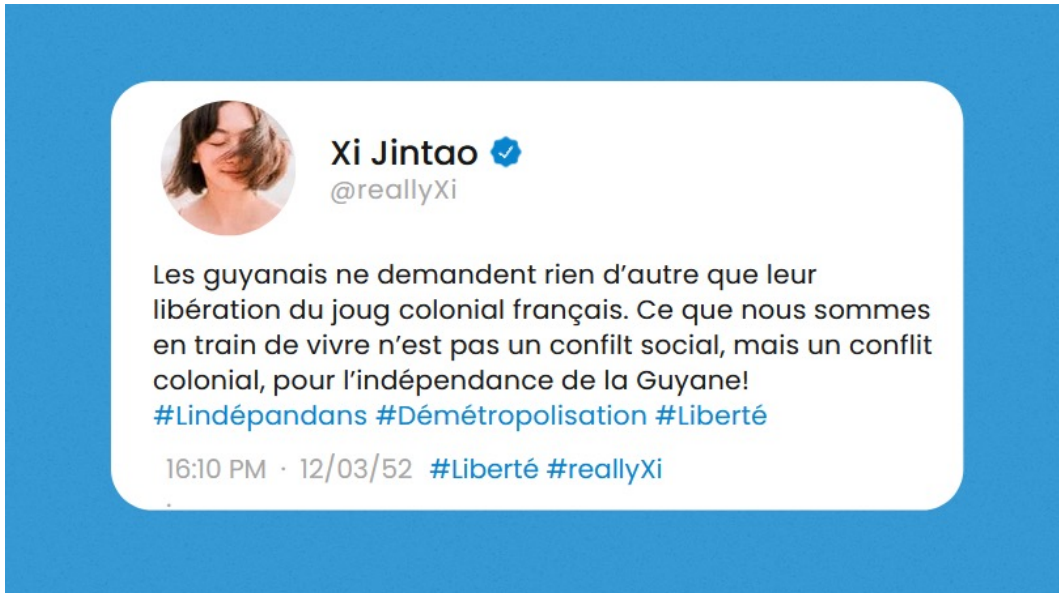 Xi Jintao
@reallyXi
Les guyanais ne demandent rien d’autre que leur
libération du joug colonial français. Ce que nous sommes
en train de vivre n’est pas un confilt social, mais un conflit
colonial, pour l’indépendance de la Guyane!
#Lindépandans #Démétropolisation #Liberté
16:10 PM · 12/03/52 #Liberté #reallyXi